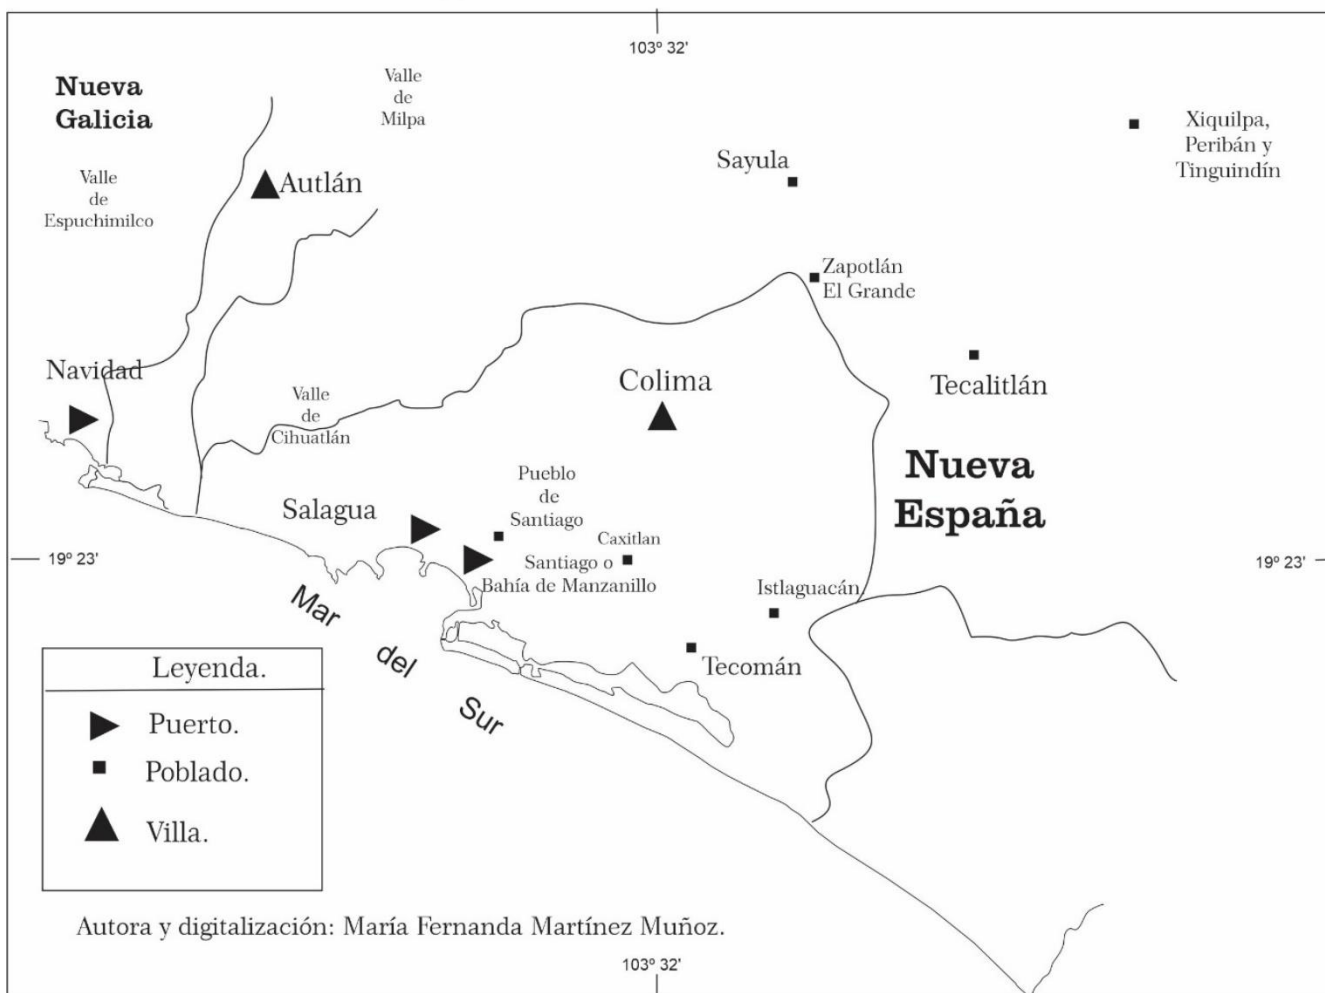 103º 32'
Nueva
Galicia
Valle
de
Milpa
Xiquilpa,
Peribán y
Tinguindín
Sayula
Valle
de
Espuchimilco
Autlán
Zapotlán
El Grande
Navidad
Colima
Tecalitlán
Valle
de
Cihuatlán
Nueva
España
Pueblo
de
Santiago
Salagua
Caxitlan
19º 23'
Santiago o
Bahía de Manzanillo
19º 23'
Istlaguacán.
Mar
del
Sur
Tecomán
Leyenda.
Puerto.
Poblado.
Villa.
Autora y digitalización: María Fernanda Martínez Muñoz.
103º 32'